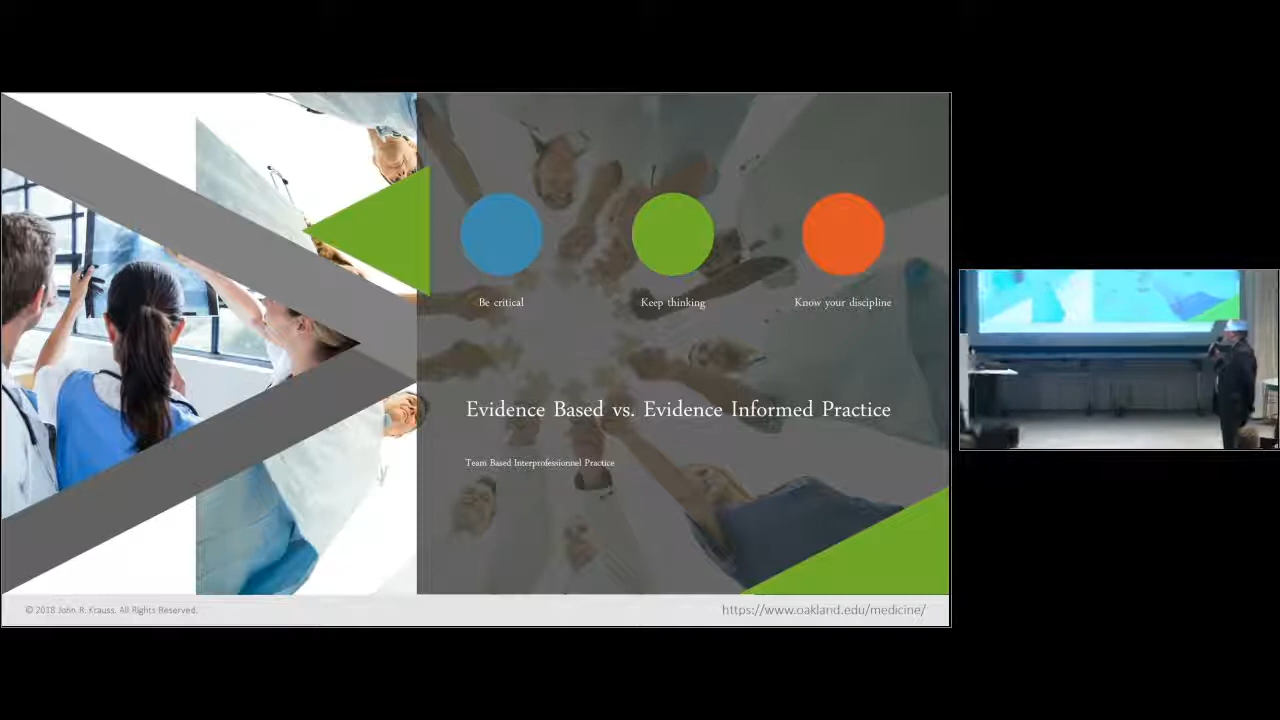 Be critical
Keep thinking
Know your discipline
Evidence Based vs. Evidence Informed Practice
Team Based Interprofessionnel Practice
© 2018 John R. Krauss. All Rights Reserved.
https://www.oakland.edu/medicine/